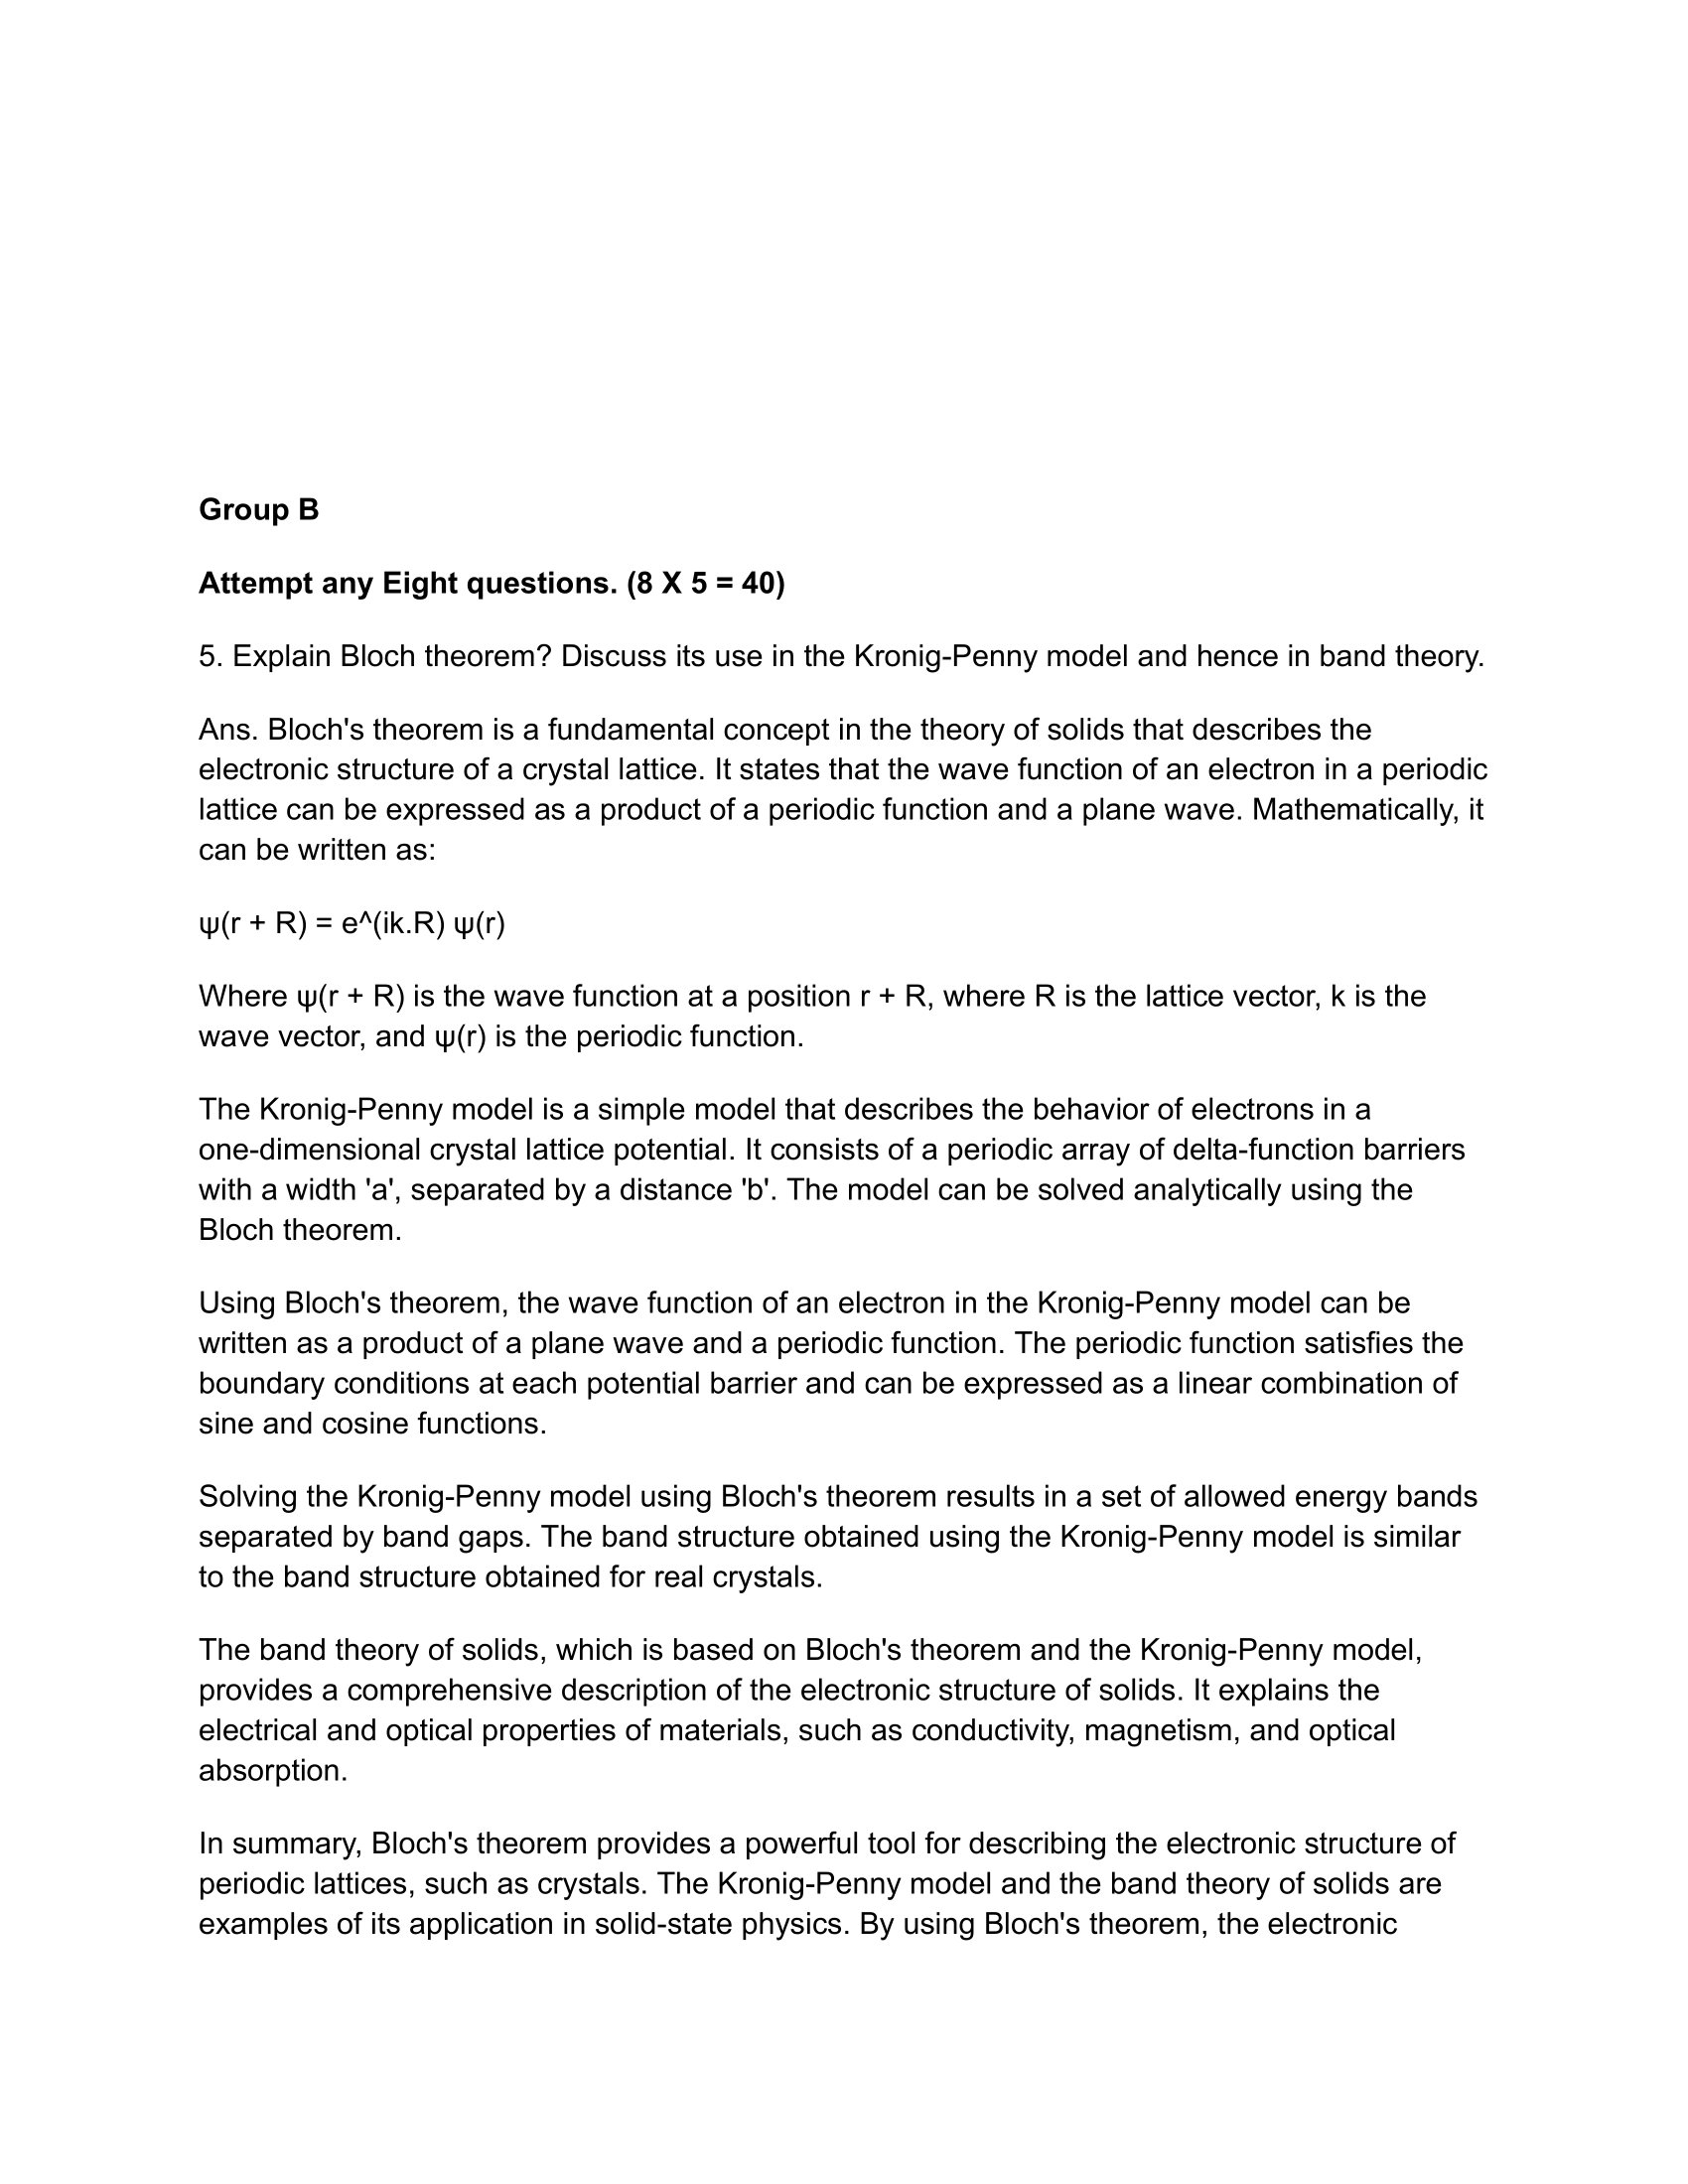 Group B
Attempt any Eight questions. (8 X 5 = 40)
5. Explain Bloch theorem? Discuss its use in the Kronig-Penny model and hence in band theory.
Ans. Bloch's theorem is a fundamental concept in the theory of solids that describes the
electronic structure of a crystal lattice. It states that the wave function of an electron in a periodic
lattice can be expressed as a product of a periodic function and a plane wave. Mathematically, it
can be written as:
ψ(r + R) = e^(ik.R) ψ(r)
Where ψ(r + R) is the wave function at a position r + R, where R is the lattice vector, k is the
wave vector, and ψ(r) is the periodic function.
The Kronig-Penny model is a simple model that describes the behavior of electrons in a
one-dimensional crystal lattice potential. It consists of a periodic array of delta-function barriers
with a width 'a', separated by a distance 'b'. The model can be solved analytically using the
Bloch theorem.
Using Bloch's theorem, the wave function of an electron in the Kronig-Penny model can be
written as a product of a plane wave and a periodic function. The periodic function satisfies the
boundary conditions at each potential barrier and can be expressed as a linear combination of
sine and cosine functions.
Solving the Kronig-Penny model using Bloch's theorem results in a set of allowed energy bands
separated by band gaps. The band structure obtained using the Kronig-Penny model is similar
to the band structure obtained for real crystals.
The band theory of solids, which is based on Bloch's theorem and the Kronig-Penny model,
provides a comprehensive description of the electronic structure of solids. It explains the
electrical and optical properties of materials, such as conductivity, magnetism, and optical
absorption.
In summary, Bloch's theorem provides a powerful tool for describing the electronic structure of
periodic lattices, such as crystals. The Kronig-Penny model and the band theory of solids are
examples of its application in solid-state physics. By using Bloch's theorem, the electronic